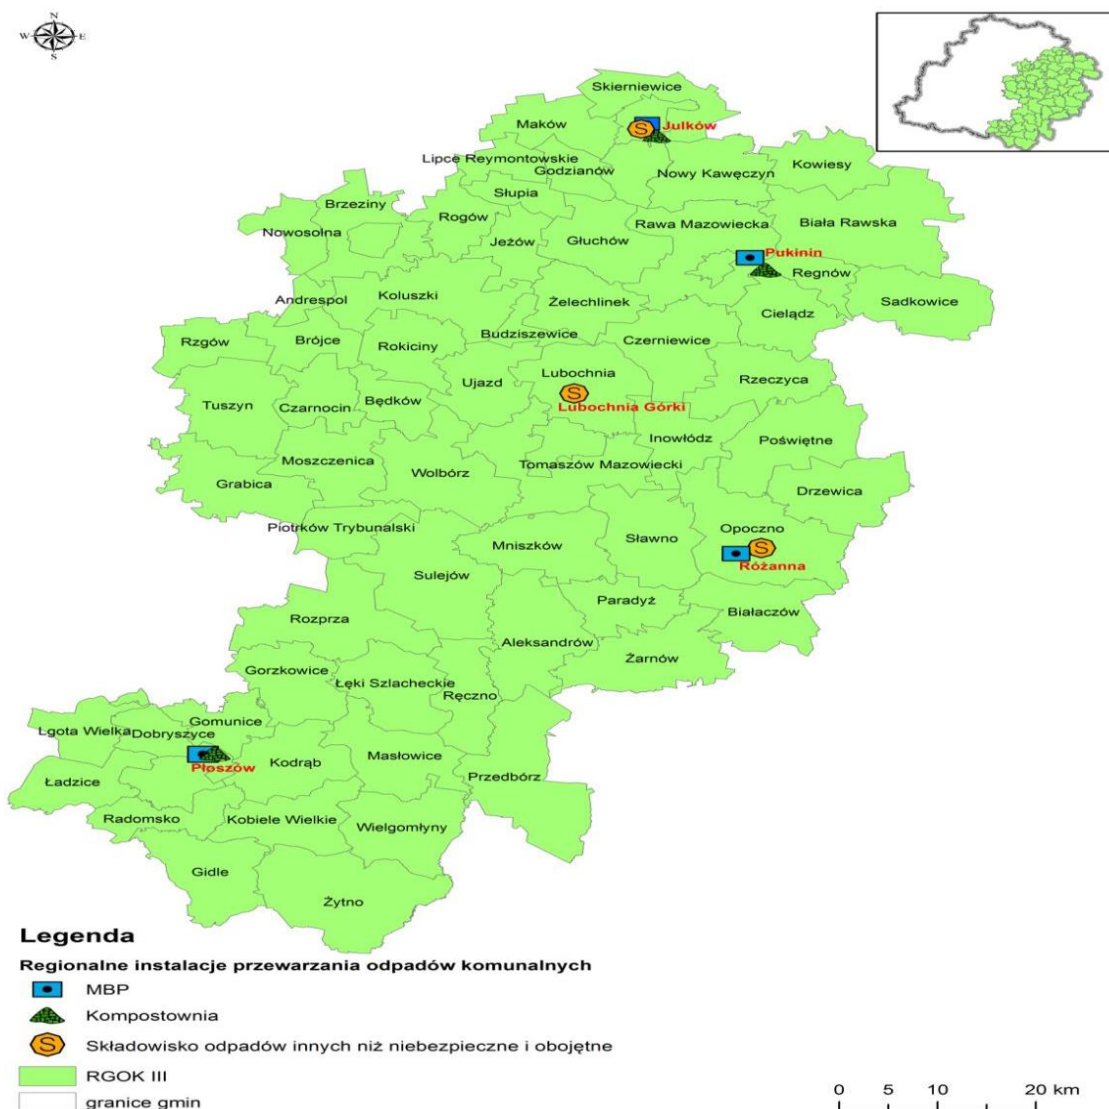 N
W E
S
Skierniewice
Maków
Julków
Lipce Reymontowskie
Godzianów
Nowy Kawęczyn
Kowiesy
Słupia
Brzeziny
Rogów
Rawa Mazowiecka
Biała Rawska
Nowosolna
Jeżów
Głuchów
Pukinin
Regnów
Andrespol
Koluszki
Żelechlinek
Sadkowice
Cielądz
Budziszewice
Rzgów
Brójce
Rokiciny
Czerniewice
Lubochnia
Ujazd
Rzeczyca
Tuszyn
Czarnocin
Będków
Lubochnia Górki
Inowłódz
Poświętne
Moszczenica
Wolbórz
Tomaszów Mazowiecki
Grabica
Drzewica
Piotrków Trybunalski
Opoczno
Mniszków
Sławno
Różanna
Sulejów
Paradyż
Białaczów
Rozprza
Aleksandrów
Żarnów
Gorzkowice
Łęki Szlacheckie
Ręczno
Gomunice
Lgota Wielka
Dobryszyce
Masłowice
Kodrąb
Płoszów
Przedbórz
Ładzice
Radomsko
Kobiele Wielkie
Wielgomłyny
Gidle
Żytno
Legenda
Regionalne instalacje przewarzania odpadów komunalnych
MBP
Kompostownia
S Składowisko odpadów innych niż niebezpieczne i obojętne
RGOK III
granice gmin
0 5 10 20 km